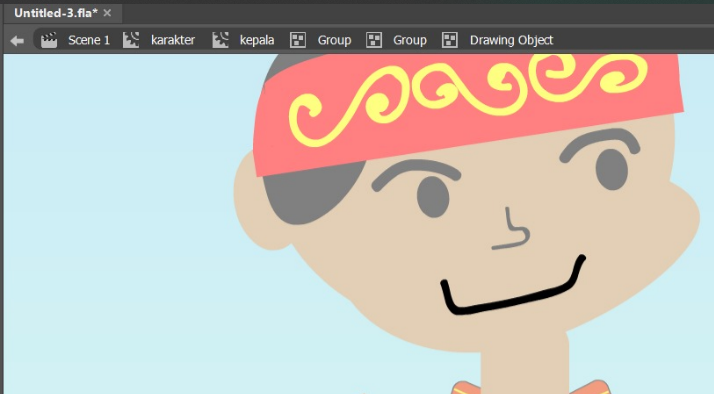 Untitled-3.fla*
Scene 1 karakter kepala Group Group Drawing Object